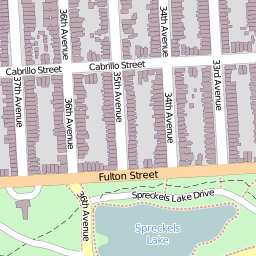 36th Avenue
34th Avenue
Cabrillo Street
Cabrillo Street
37th Avenue
35th Avenue
33rd Avenue
36th Avenue
34th Avenue
Fulton Street
36th Avenue
Spreckels Lake Drive
Spreckels
Lake